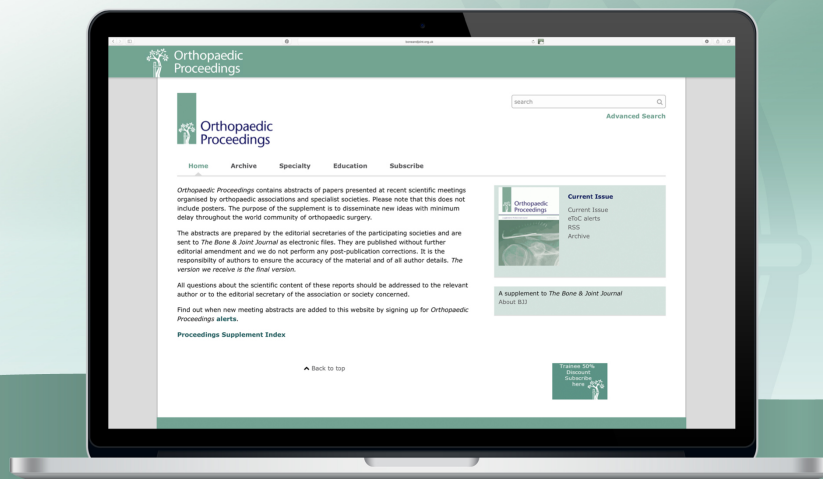 Orthopaedic
Proceedings
search
Advanced Search
Orthopaedic
Proceedings
Home Archive Specialty Education Subscribe
Orthopaedic Proceedings contains abstracts of papers presented at recent scientific meetings
organised by orthopaedic associations and specialist societies. Please note that this does not
include posters. The purpose of the supplement is to disseminate new ideas with minimum
delay throughout the world community of orthopaedic surgery.
The abstracts are prepared by the editorial secretaries of the participating societies and are
sent to The Bone & Joint Journal as electronic files. They are published without further
editorial amendment and we do not perform any post-publication corrections. It is the
responsibilty of authors to ensure the accuracy of the material and of all author details. The
version we receive is the final version.
All questions about the scientific content of these reports should be addressed to the relevant
author or to the editorial secretary of the association or society concerned.
Find out when new meeting abstracts are added to this website by signing up for Orthopaedic
Proceedings alerts.
Proceedings Supplement Index
Back to top
Orthopaedic
Proceedings
Current Issue
Current Issue
eToC alerts
RSS
Archive
A supplement to The Bone & Joint Journal
About BJJ
Trainee 50%
Discount
Subscribe
here